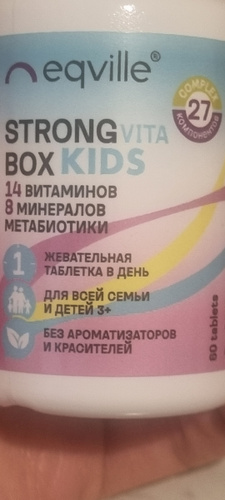 eqville®
COMPLEX
27
КОМПОНЕНТОВ
STRONG VITA
BOX KIDS
14 ВИТАМИНОВ
8 МИНЕРАЛОВ
МЕТАБИОТИКИ
1 ЖЕВАТЕЛЬНАЯ
ТАБЛЕТКА В ДЕНЬ
ДЛЯ ВСЕЙ СЕМЬИ
И ДЕТЕЙ 3+
БЕЗ АРОМАТИЗАТОРОВ
И КРАСИТЕЛЕЙ
60 tablets